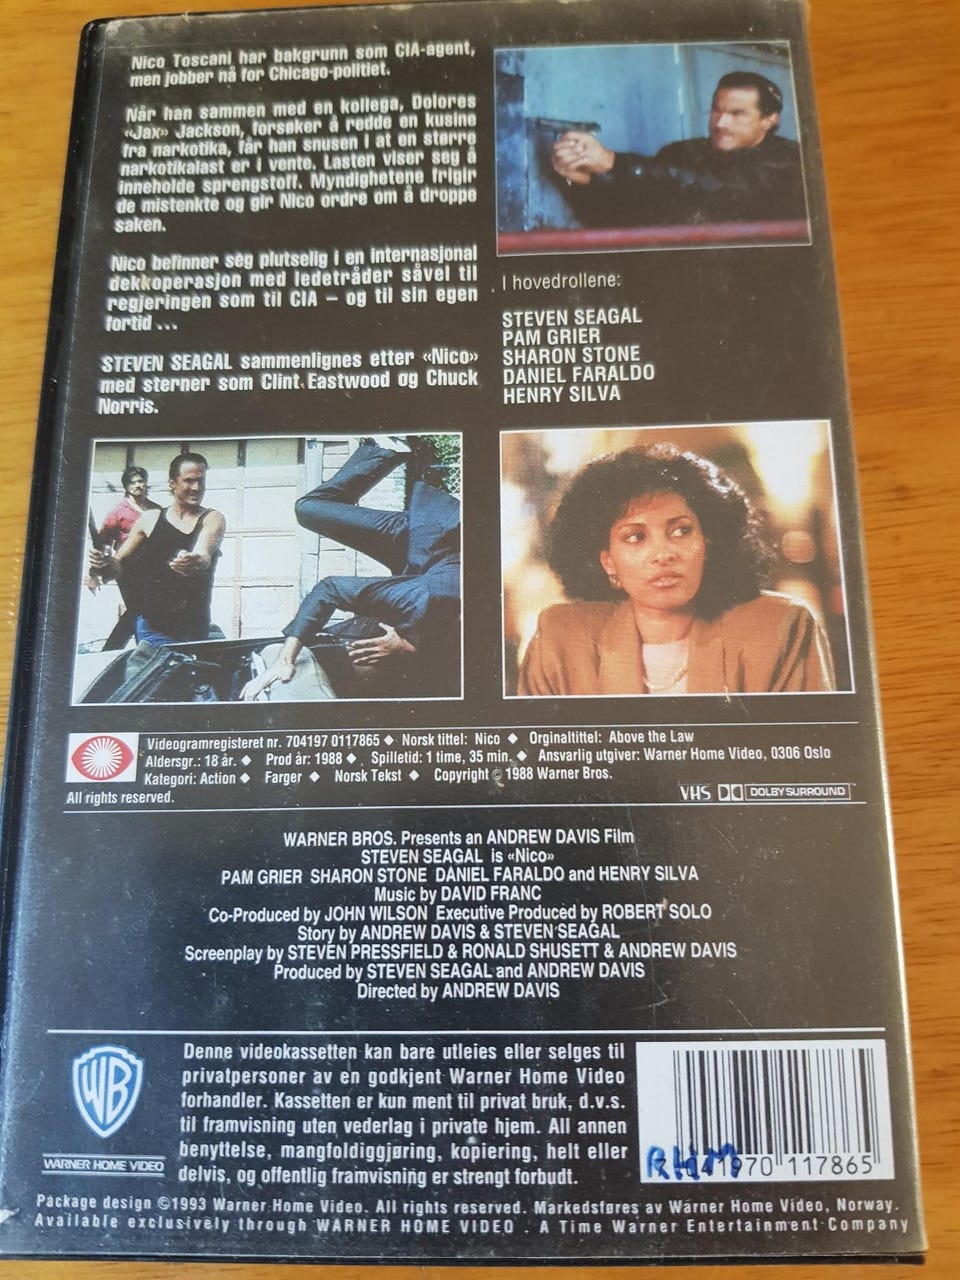 Nico Toscani har bakgrunn som CIA-agent,
men jobber nå for Chicago-politiet.
Når han sammen med en kollega, Dolores
«Jax» Jackson, forsøker å redde en kusine
fra narkotika, får han snusen i at en større
narkotikalast er i vente. Lasten viser seg å
inneholde sprengstoff. Myndighetene frigir
de mistenkte og gir Nico ordre om å droppe
saken.
Nico befinner seg plutselig i en internasjonal
dekkoperasjon med ledetråder såvel til
regjeringen som til CIA – og til sin egen
fortid ...
STEVEN SEAGAL sammenlignes etter «Nico»
med sterner som Clint Eastwood og Chuck
Norris.
I hovedrollene:
STEVEN SEAGAL
PAM GRIER
SHARON STONE
DANIEL FARALDO
HENRY SILVA
Videogramregisteret nr. 704197 0117865 ◆ Norsk tittel: Nico ◆ Orginaltittel: Above the Law
Aldersgr.: 18 år. ◆ Prod år: 1988 ◆ Spilletid: 1 time, 35 min. ◆ Ansvarlig utgiver: Warner Home Video, 0306 Oslo
Kategori: Action ◆ Farger ◆ Norsk Tekst ◆ Copyright © 1988 Warner Bros.
All rights reserved.
VHS DOLBY SURROUND
WARNER BROS. Presents an ANDREW DAVIS Film
STEVEN SEAGAL is «Nico»
PAM GRIER SHARON STONE DANIEL FARALDO and HENRY SILVA
Music by DAVID FRANC
Co-Produced by JOHN WILSON Executive Produced by ROBERT SOLO
Story by ANDREW DAVIS & STEVEN SEAGAL
Screenplay by STEVEN PRESSFIELD & RONALD SHUSETT & ANDREW DAVIS
Produced by STEVEN SEAGAL and ANDREW DAVIS
Directed by ANDREW DAVIS
WB
WARNER HOME VIDEO
Denne videokassetten kan bare utleies eller selges til
privatpersoner av en godkjent Warner Home Video
forhandler. Kassetten er kun ment til privat bruk, d.v.s.
til framvisning uten vederlag i private hjem. All annen
benyttelse, mangfoldiggjøring, kopiering, helt eller
delvis, og offentlig framvisning er strengt forbudt.
7 041970 117865
Package design ©1993 Warner Home Video. All rights reserved. Markedsføres av Warner Home Video, Norway.
Available exclusively through WARNER HOME VIDEO . A Time Warner Entertainment Company